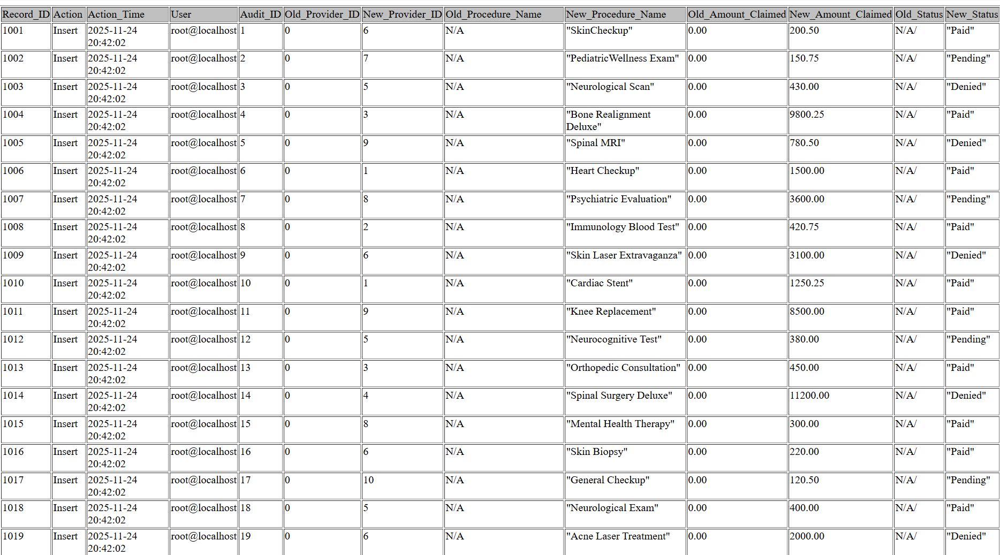 Record_ID Action Action_Time User Audit_ID Old_Provider_ID New_Provider_ID Old_Procedure_Name New_Procedure_Name Old_Amount_Claimed New_Amount_Claimed Old_Status New_Status
1001 Insert 2025-11-24 20:42:02 root@localhost 1 0 6 N/A "SkinCheckup" 0.00 200.50 N/A/ "Paid"
1002 Insert 2025-11-24 20:42:02 root@localhost 2 0 7 N/A "PediatricWellness Exam" 0.00 150.75 N/A/ "Pending"
1003 Insert 2025-11-24 20:42:02 root@localhost 3 0 5 N/A "Neurological Scan" 0.00 430.00 N/A/ "Denied"
1004 Insert 2025-11-24 20:42:02 root@localhost 4 0 3 N/A "Bone Realignment Deluxe" 0.00 9800.25 N/A/ "Paid"
1005 Insert 2025-11-24 20:42:02 root@localhost 5 0 9 N/A "Spinal MRI" 0.00 780.50 N/A/ "Denied"
1006 Insert 2025-11-24 20:42:02 root@localhost 6 0 1 N/A "Heart Checkup" 0.00 1500.00 N/A/ "Paid"
1007 Insert 2025-11-24 20:42:02 root@localhost 7 0 8 N/A "Psychiatric Evaluation" 0.00 3600.00 N/A/ "Pending"
1008 Insert 2025-11-24 20:42:02 root@localhost 8 0 2 N/A "Immunology Blood Test" 0.00 420.75 N/A/ "Paid"
1009 Insert 2025-11-24 20:42:02 root@localhost 9 0 6 N/A "Skin Laser Extravaganza" 0.00 3100.00 N/A/ "Denied"
1010 Insert 2025-11-24 20:42:02 root@localhost 10 0 1 N/A "Cardiac Stent" 0.00 1250.25 N/A/ "Paid"
1011 Insert 2025-11-24 20:42:02 root@localhost 11 0 9 N/A "Knee Replacement" 0.00 8500.00 N/A/ "Paid"
1012 Insert 2025-11-24 20:42:02 root@localhost 12 0 5 N/A "Neurocognitive Test" 0.00 380.00 N/A/ "Pending"
1013 Insert 2025-11-24 20:42:02 root@localhost 13 0 3 N/A "Orthopedic Consultation" 0.00 450.00 N/A/ "Paid"
1014 Insert 2025-11-24 20:42:02 root@localhost 14 0 4 N/A "Spinal Surgery Deluxe" 0.00 11200.00 N/A/ "Denied"
1015 Insert 2025-11-24 20:42:02 root@localhost 15 0 8 N/A "Mental Health Therapy" 0.00 300.00 N/A/ "Paid"
1016 Insert 2025-11-24 20:42:02 root@localhost 16 0 6 N/A "Skin Biopsy" 0.00 220.00 N/A/ "Paid"
1017 Insert 2025-11-24 20:42:02 root@localhost 17 0 10 N/A "General Checkup" 0.00 120.50 N/A/ "Pending"
1018 Insert 2025-11-24 20:42:02 root@localhost 18 0 5 N/A "Neurological Exam" 0.00 400.00 N/A/ "Paid"
1019 Insert 2025-11-24 20:42:02 root@localhost 19 0 6 N/A "Acne Laser Treatment" 0.00 2000.00 N/A/ "Denied"